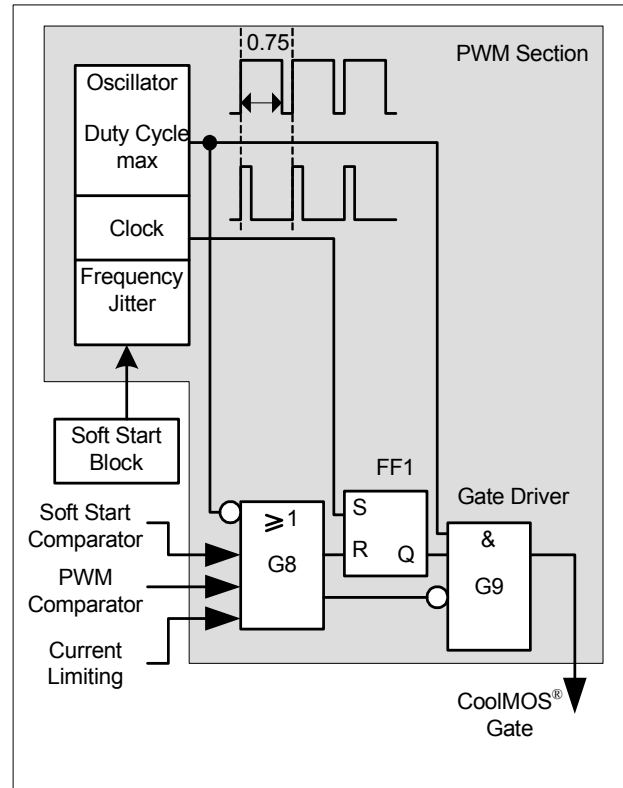 0.75
PWM Section
Oscillator
Duty Cycle
max
Clock
Frequency
Jitter
Soft Start
Block
FF1
Gate Driver
Soft Start
Comparator
PWM
Comparator
Current
Limiting
≥1
G8
S
R
Q
&
G9
CoolMOS®
Gate